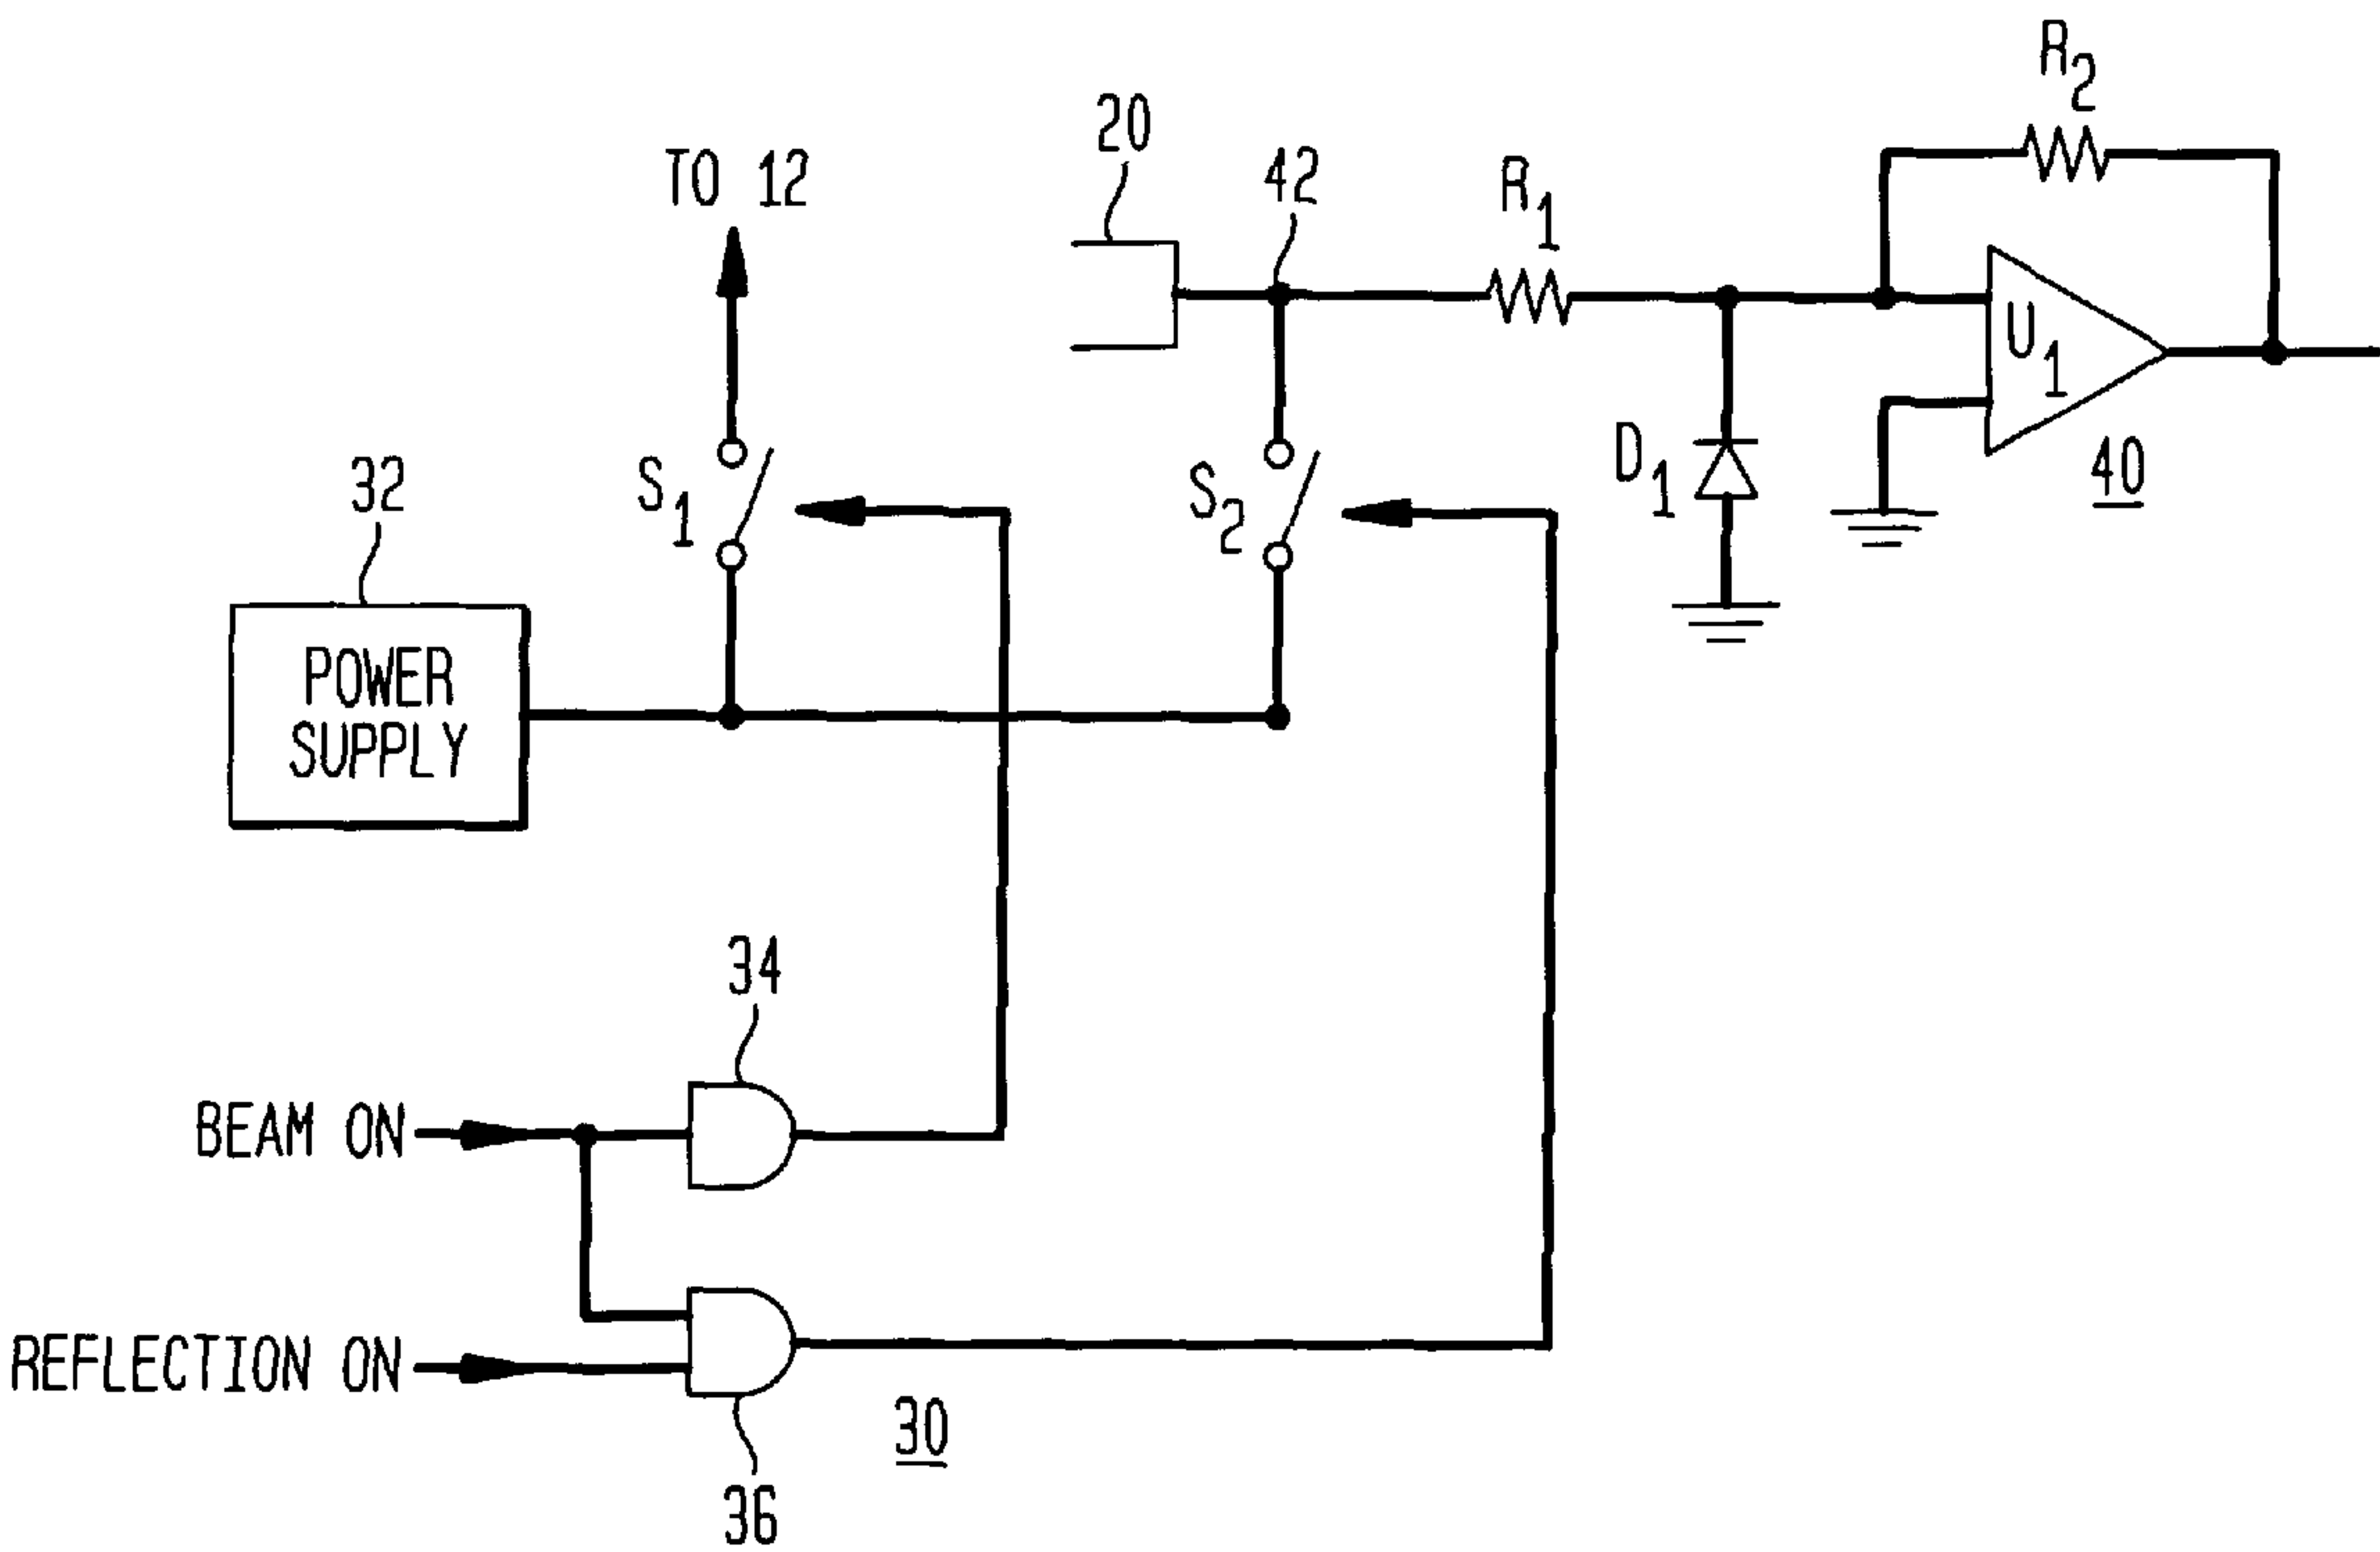 R2
20
42
R1
TO 12
U1
S1
S2
D1
40
32
POWER
SUPPLY
34
BEAM ON
REFLECTION ON
30
36